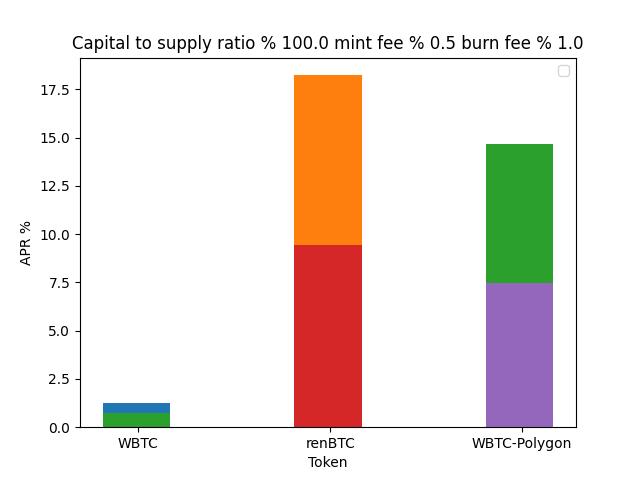 Capital to supply ratio % 100.0 mint fee % 0.5 burn fee % 1.0
17.5
15.0
12.5
10.0
7.5
5.0
2.5
0.0
APR %
WBTC
renBTC
WBTC-Polygon
Token